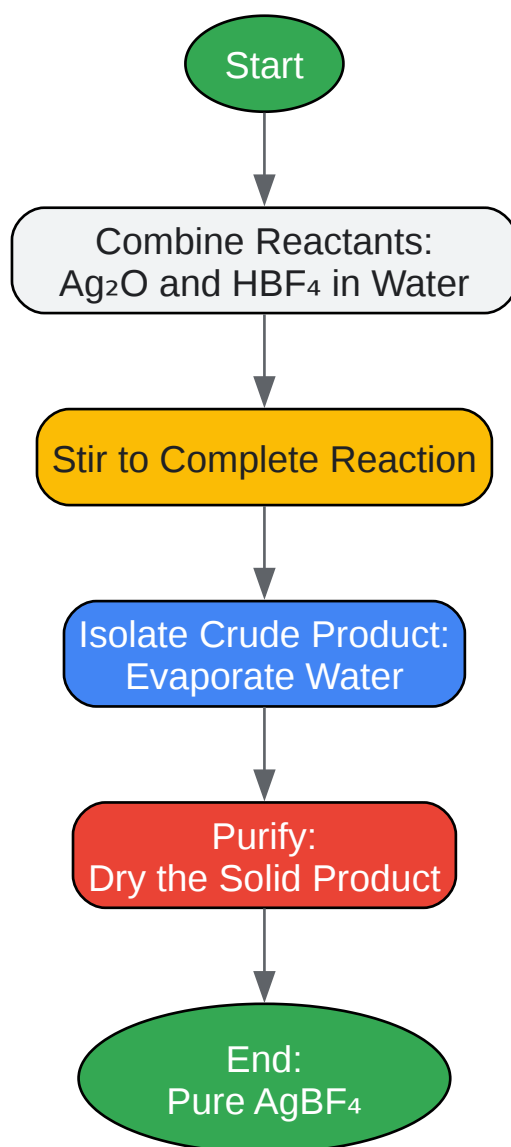 Start
Combine Reactants:
Ag₂O and HBF₄ in Water
Stir to Complete Reaction
Isolate Crude Product:
Evaporate Water
Purify:
Dry the Solid Product
End:
Pure AgBF₄